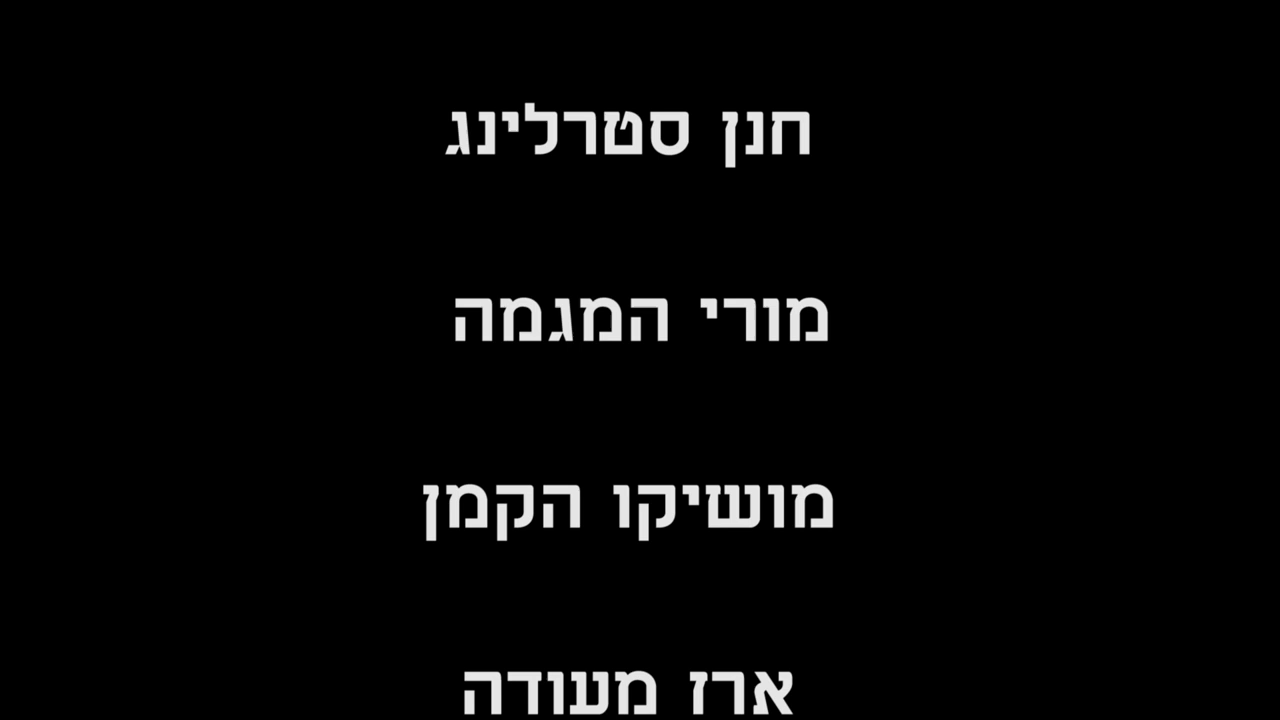 חנן סטרלינג
מורי המגמה
מושיקו הקמן
ארז מעודה